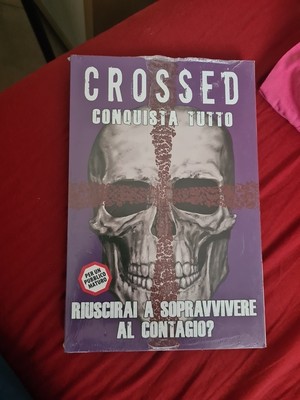 CROSSED
CONQUISTA TUTTO
PER UN
PUBBLICO
MATURO
RIUSCIRAI A SOPRAVVIVERE
AL CONTAGIO?